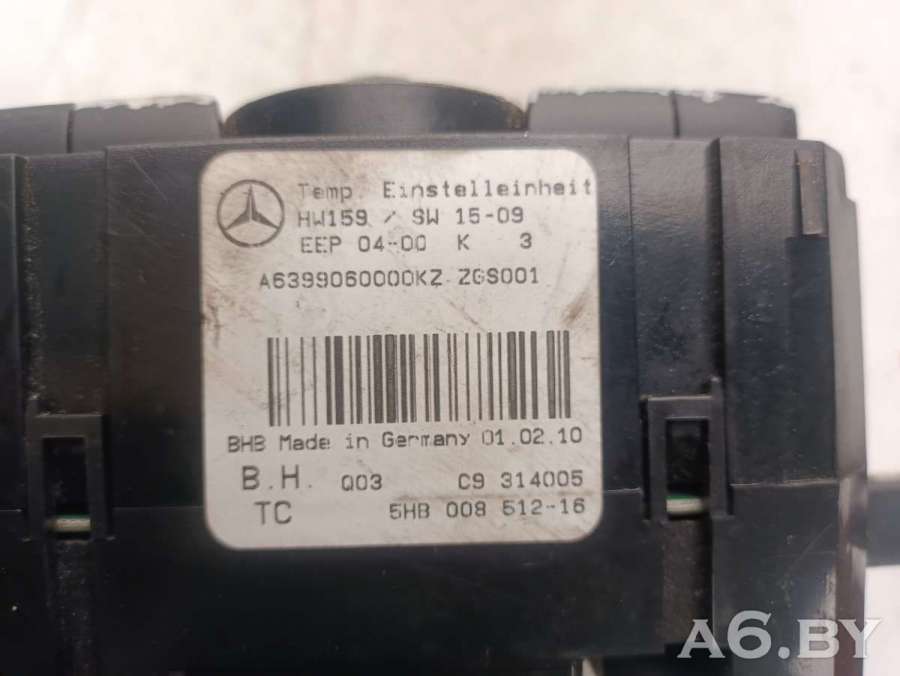 Temp. Einstelleinheit
HW159 / SW 15-09
EEP 04-00 K 3
A6399060000KZ ZGS001
BHB Made in Germany 01.02.10
B.H. Q03 C9 314005
TC 5HB 008 512-16
A6.BY